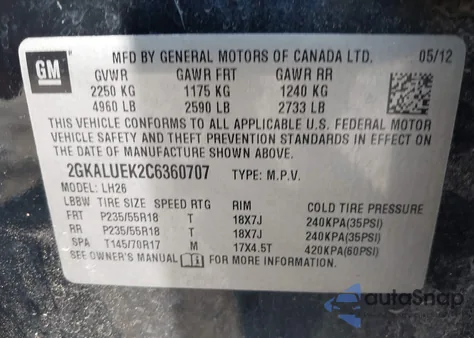 GM
MFD BY GENERAL MOTORS OF CANADA LTD. 05/12
GVWR GAWR FRT GAWR RR
2250 KG 1175 KG 1240 KG
4960 LB 2590 LB 2733 LB
THIS VEHICLE CONFORMS TO ALL APPLICABLE U.S. FEDERAL MOTOR
VEHICLE SAFETY AND THEFT PREVENTION STANDARDS IN EFFECT ON THE
DATE OF MANUFACTURE SHOWN ABOVE.
2GKALUEK2C6360707 TYPE: M.P.V.
MODEL: LH26
LBBW TIRE SIZE SPEED RTG RIM COLD TIRE PRESSURE
FRT P235/55R18 T 18X7J 240KPA(35PSI)
RR P235/55R18 T 18X7J 240KPA(35PSI)
SPA T145/70R17 M 17X4.5T 420KPA(60PSI)
SEE OWNER'S MANUAL FOR MORE INFORMATION.
autoSnap